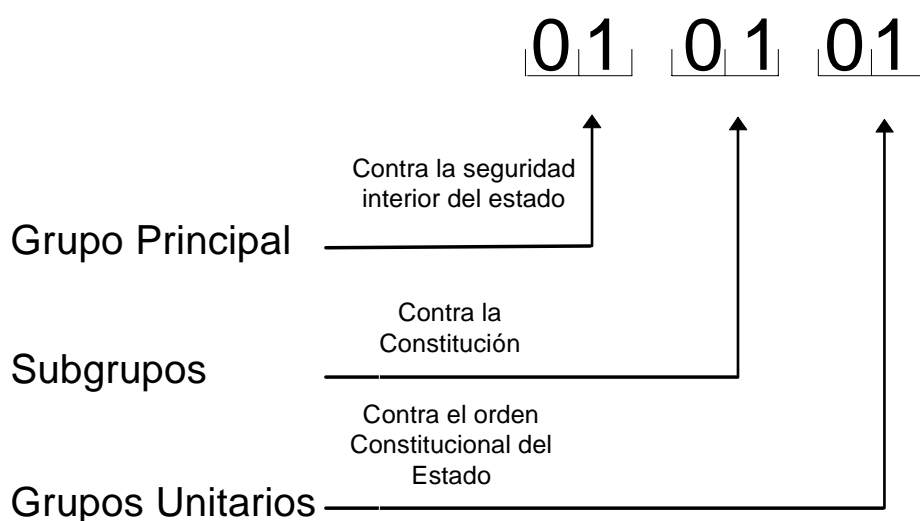 01 01 01
Contra la seguridad
interior del estado
Grupo Principal
Contra la
Constitución
Subgrupos
Contra el orden
Constitucional del
Estado
Grupos Unitarios